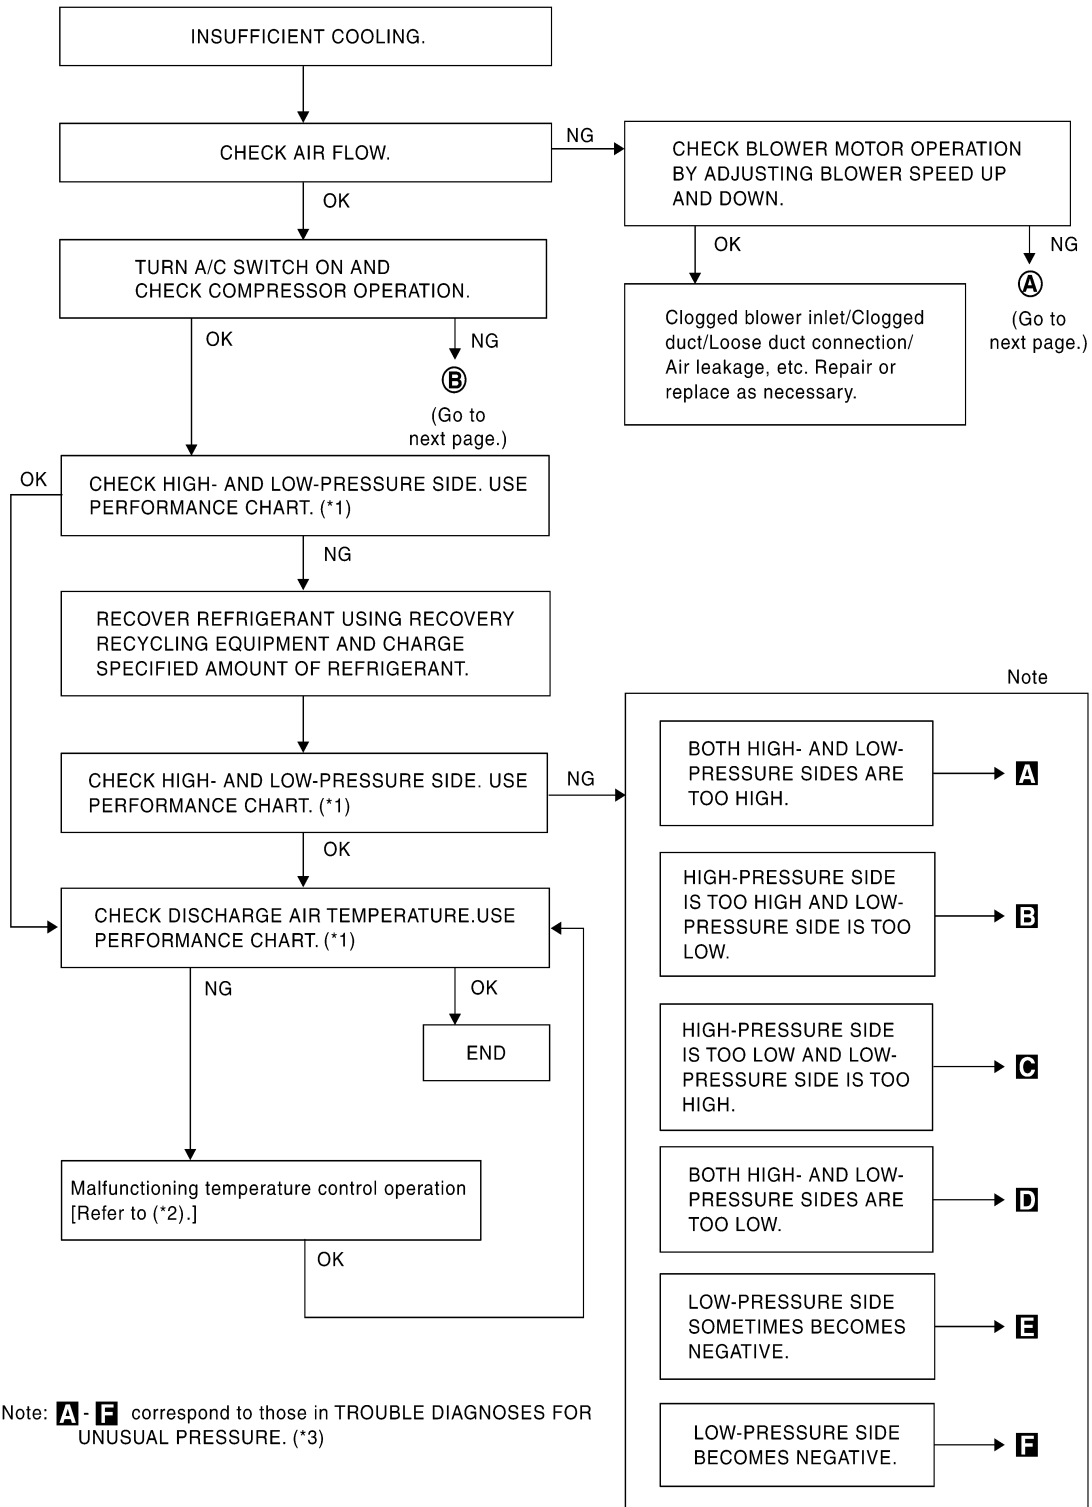 INSUFFICIENT COOLING.
CHECK AIR FLOW.
NG
CHECK BLOWER MOTOR OPERATION
BY ADJUSTING BLOWER SPEED UP
AND DOWN.
OK
OK
NG
TURN A/C SWITCH ON AND
CHECK COMPRESSOR OPERATION.
A
(Go to
next page.)
Clogged blower inlet/Clogged
duct/Loose duct connection/
Air leakage, etc. Repair or
replace as necessary.
OK
NG
B
(Go to
next page.)
OK
CHECK HIGH- AND LOW-PRESSURE SIDE. USE
PERFORMANCE CHART. (*1)
NG
RECOVER REFRIGERANT USING RECOVERY
RECYCLING EQUIPMENT AND CHARGE
SPECIFIED AMOUNT OF REFRIGERANT.
CHECK HIGH- AND LOW-PRESSURE SIDE. USE
PERFORMANCE CHART. (*1)
NG
OK
CHECK DISCHARGE AIR TEMPERATURE.USE
PERFORMANCE CHART. (*1)
NG
OK
END
Malfunctioning temperature control operation
[Refer to (*2).]
OK
Note
BOTH HIGH- AND LOW-
PRESSURE SIDES ARE
TOO HIGH.
A
HIGH-PRESSURE SIDE
IS TOO HIGH AND LOW-
PRESSURE SIDE IS TOO
LOW.
B
HIGH-PRESSURE SIDE
IS TOO LOW AND LOW-
PRESSURE SIDE IS TOO
HIGH.
C
BOTH HIGH- AND LOW-
PRESSURE SIDES ARE
TOO LOW.
D
LOW-PRESSURE SIDE
SOMETIMES BECOMES
NEGATIVE.
E
LOW-PRESSURE SIDE
BECOMES NEGATIVE.
F
Note: A - F correspond to those in TROUBLE DIAGNOSES FOR
UNUSUAL PRESSURE. (*3)